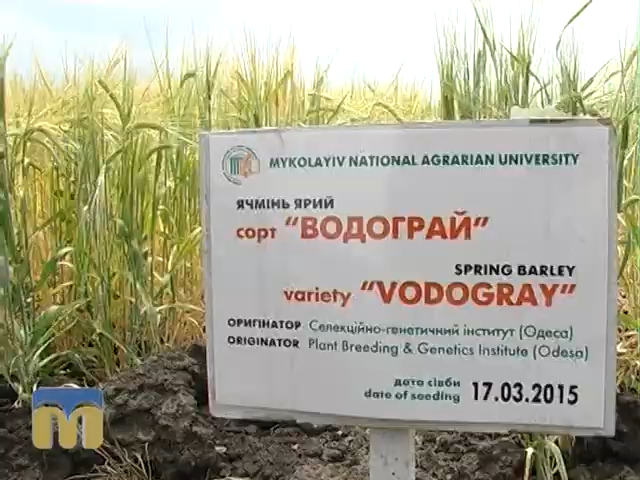 MYKOLAYIV NATIONAL AGRARIAN UNIVERSITY
ЯЧМІНЬ ЯРИЙ
сорт "ВОДОГРАЙ"
SPRING BARLEY
variety "VODOGRAY"
ОРИГІНАТОР Селекційно-генетичний інститут (Одеса)
ORIGINATOR Plant Breeding & Genetics Institute (Odesa)
дата сівби
date of seeding 17.03.2015
M